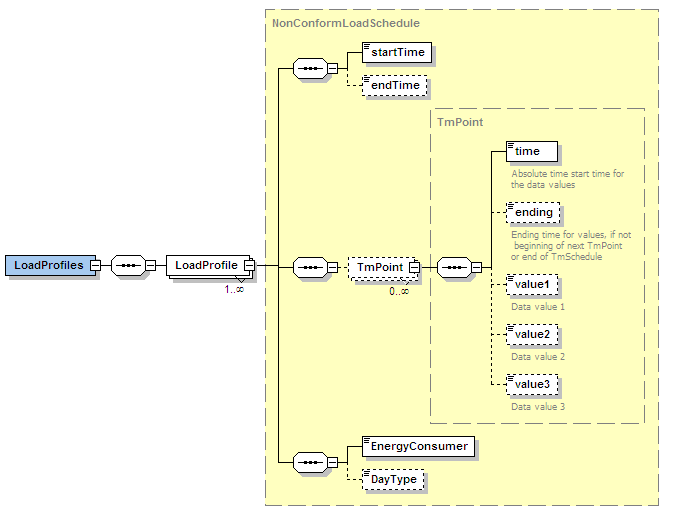 NonConformLoadSchedule
startTime
endTime
TmPoint
time
Absolute time start time for
the data values
ending
Ending time for values, if not
beginning of next TmPoint
or end of TmSchedule
LoadProfiles
LoadProfile
1..∞
TmPoint
0..∞
value1
Data value 1
value2
Data value 2
value3
Data value 3
EnergyConsumer
DayType